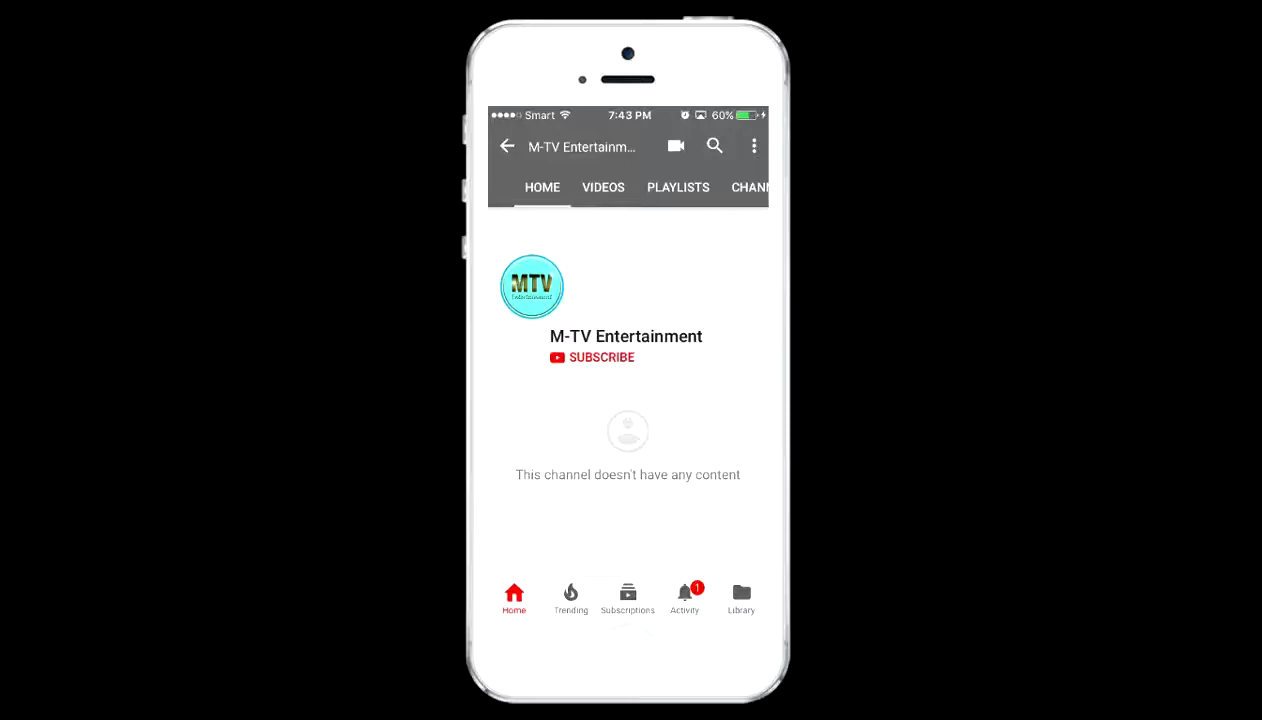 Smart 7:43 PM 60%
M-TV Entertainm...
HOME VIDEOS PLAYLISTS CHANN
MTV
Entertainment
M-TV Entertainment
SUBSCRIBE
This channel doesn't have any content
1
Home Trending Subscriptions Activity Library